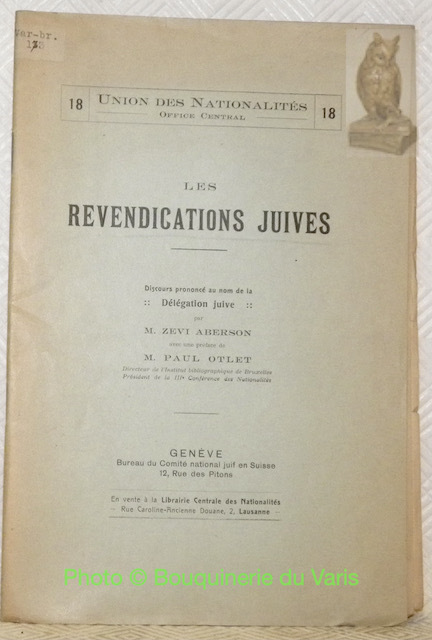 Var-br.
18 UNION DES NATIONALITÉS 18
OFFICE CENTRAL
LES
REVENDICATIONS JUIVES
Discours prononcé au nom de la
:: Délégation juive ::
par
M. ZEVI ABERSON
avec une préface de
M. PAUL OTLET
Directeur de l'Institut bibliographique de Bruxelles
Président de la IIIe Conférence des Nationalités
GENÈVE
Bureau du Comité national juif en Suisse
12, Rue des Pitons
En vente à la Librairie Centrale des Nationalités
— Rue Caroline-Ancienne Douane, 2, Lausanne —
Photo © Bouquinerie du Varis